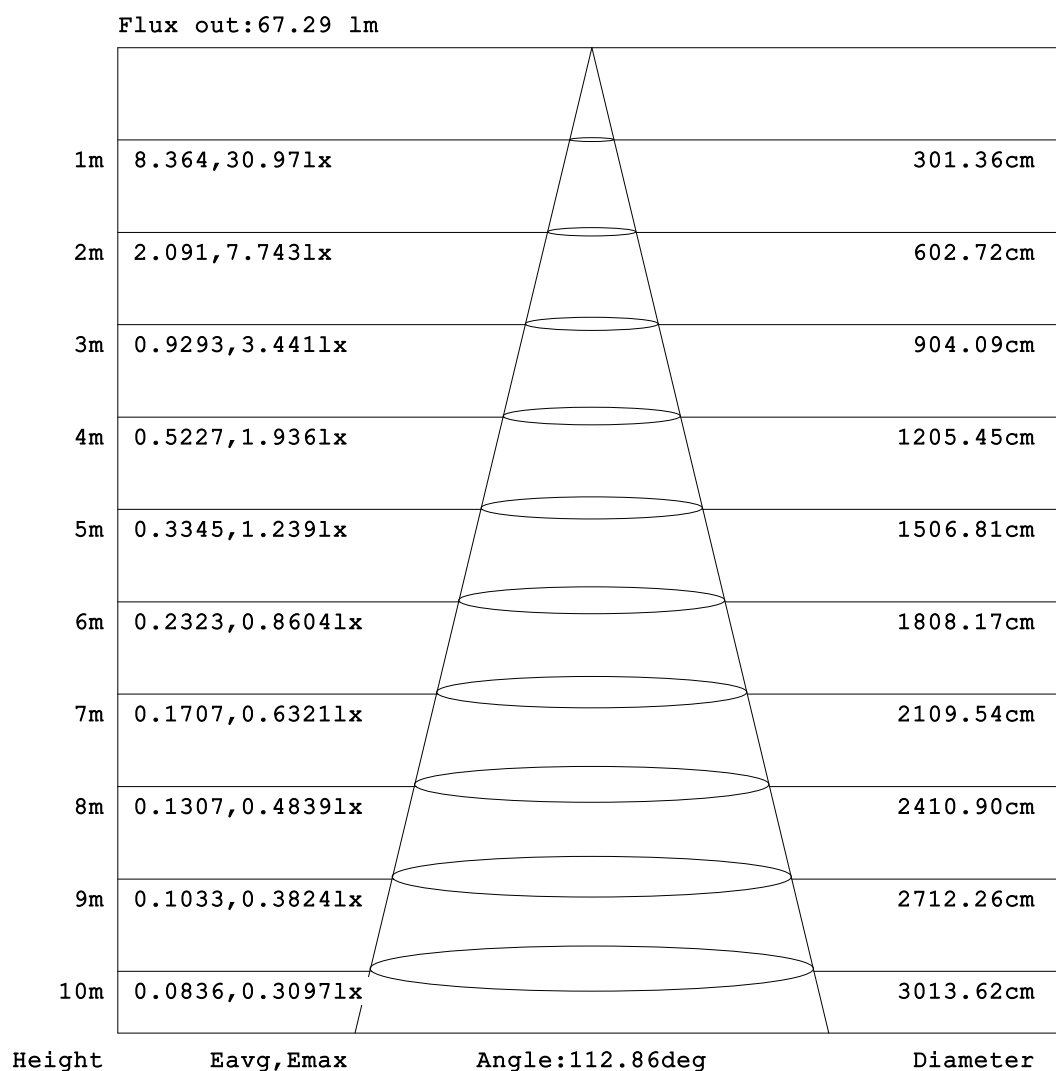 Flux out:67.29 lm
1m 8.364,30.97lx 301.36cm
2m 2.091,7.743lx 602.72cm
3m 0.9293,3.441lx 904.09cm
4m 0.5227,1.936lx 1205.45cm
5m 0.3345,1.239lx 1506.81cm
6m 0.2323,0.8604lx 1808.17cm
7m 0.1707,0.6321lx 2109.54cm
8m 0.1307,0.4839lx 2410.90cm
9m 0.1033,0.3824lx 2712.26cm
10m 0.0836,0.3097lx 3013.62cm
Height Eavg,Emax Angle:112.86deg Diameter